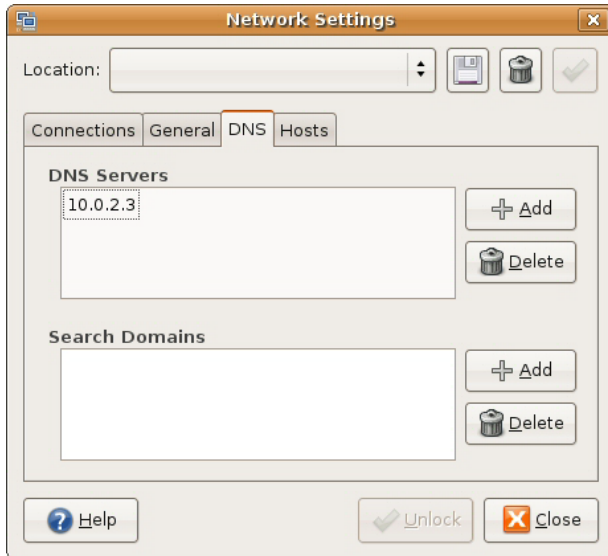 Network Settings
Location:
Connections General DNS Hosts
DNS Servers
10.0.2.3
Add
Delete
Search Domains
Add
Delete
Help
Unlock
Close